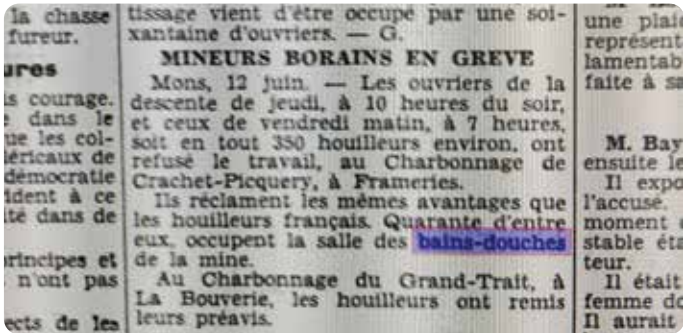 la chasse
fureur.
ures
s courage.
dans le
ue les col-
léricaux de
démocratie
ident à ce
ité dans de
rincipes et
n'ont pas
ects de les
tissage vient d'être occupé par une soi-
xantaine d'ouvriers. — G.
MINEURS BORAINS EN GREVE
Mons, 12 juin. — Les ouvriers de la
descente de jeudi, à 10 heures du soir,
et ceux de vendredi matin, à 7 heures,
soit en tout 350 houilleurs environ, ont
refusé le travail, au Charbonnage de
Crachet-Picquery, à Frameries.
Ils réclament les mêmes avantages que
les houilleurs français. Quarante d'entre
eux, occupent la salle des bains-douches
de la mine.
Au Charbonnage du Grand-Trait, à
La Bouverie, les houilleurs ont remis
leurs préavis.
une plai
représent
lamentab
faite à sa
M. Bay
ensuite le
Il expo
l'accusé.
moment
stable éta
teur.
Il était
femme do
Il aurait